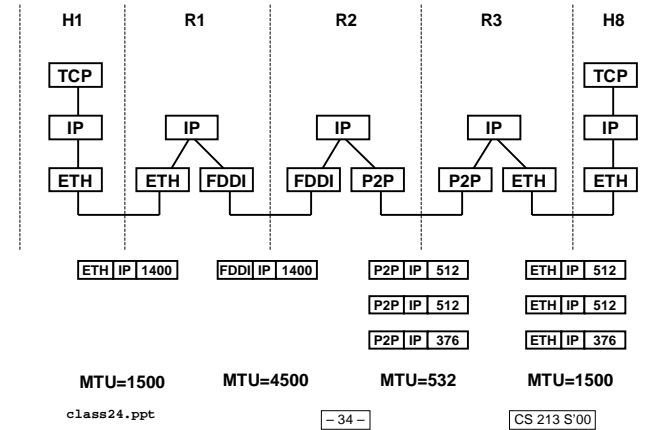 H1 R1 R2 R3 H8
TCP TCP
IP IP IP IP IP
ETH ETH FDDI FDDI P2P P2P ETH ETH
ETH IP 1400 FDDI IP 1400 P2P IP 512 ETH IP 512
P2P IP 512 ETH IP 512
P2P IP 376 ETH IP 376
MTU=1500 MTU=4500 MTU=532 MTU=1500
class24.ppt – 34 – CS 213 S'00